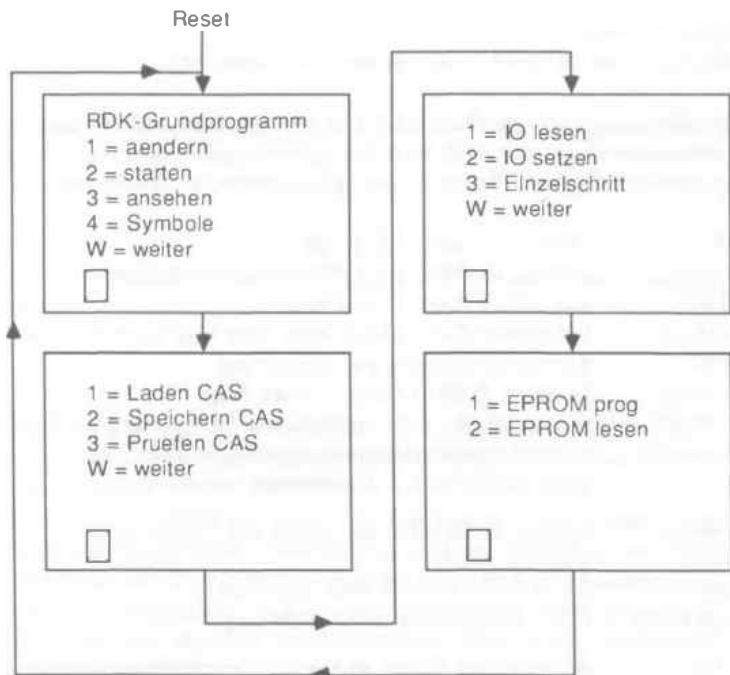 Reset
RDK-Grundprogramm
1 = aendern
2 = starten
3 = ansehen
4 = Symbole
W = weiter
1 = Laden CAS
2 = Speichern CAS
3 = Pruefen CAS
W = weiter
1 = IO lesen
2 = IO setzen
3 = Einzelschritt
W = weiter
1 = EPROM prog
2 = EPROM lesen